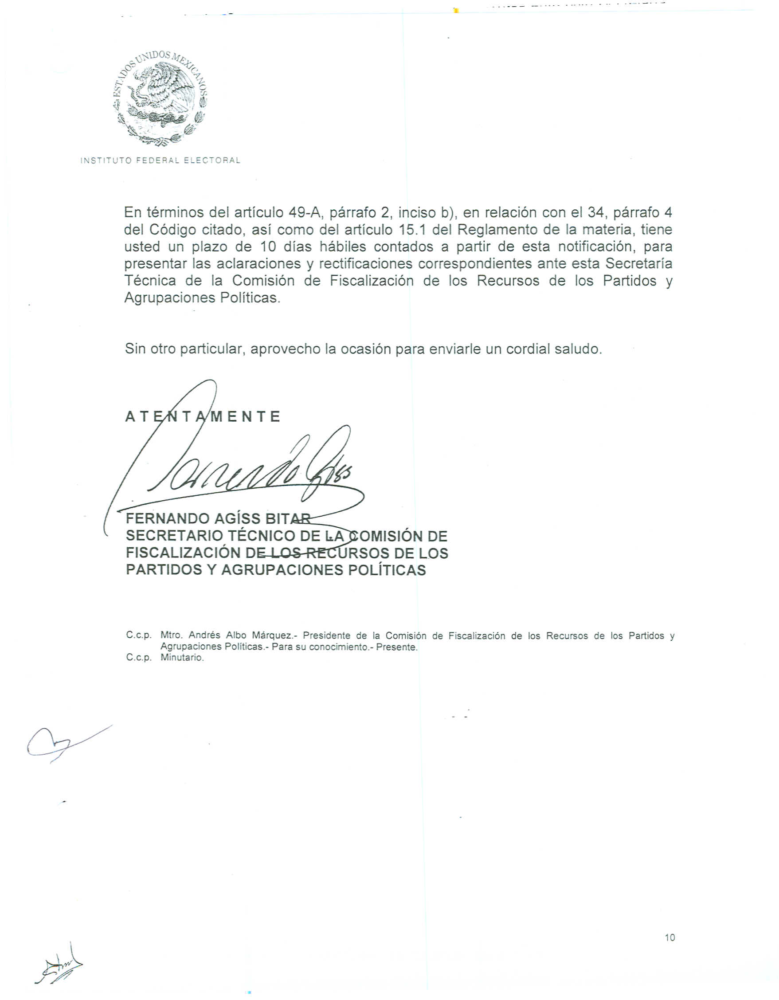 ESTADOS UNIDOS MEXICANOS
INSTITUTO FEDERAL ELECTORAL
En términos del artículo 49-A, párrafo 2, inciso b), en relación con el 34, párrafo 4
del Código citado, así como del artículo 15.1 del Reglamento de la materia, tiene
usted un plazo de 10 días hábiles contados a partir de esta notificación, para
presentar las aclaraciones y rectificaciones correspondientes ante esta Secretaría
Técnica de la Comisión de Fiscalización de los Recursos de los Partidos y
Agrupaciones Políticas.
Sin otro particular, aprovecho la ocasión para enviarle un cordial saludo.
A T E N T A M E N T E
FERNANDO AGÍSS BITAR
SECRETARIO TÉCNICO DE LA COMISIÓN DE
FISCALIZACIÓN DE LOS RECURSOS DE LOS
PARTIDOS Y AGRUPACIONES POLÍTICAS
C.c.p. Mtro. Andrés Albo Márquez.- Presidente de la Comisión de Fiscalización de los Recursos de los Partidos y
Agrupaciones Políticas.- Para su conocimiento.- Presente.
C.c.p. Minutario.
10